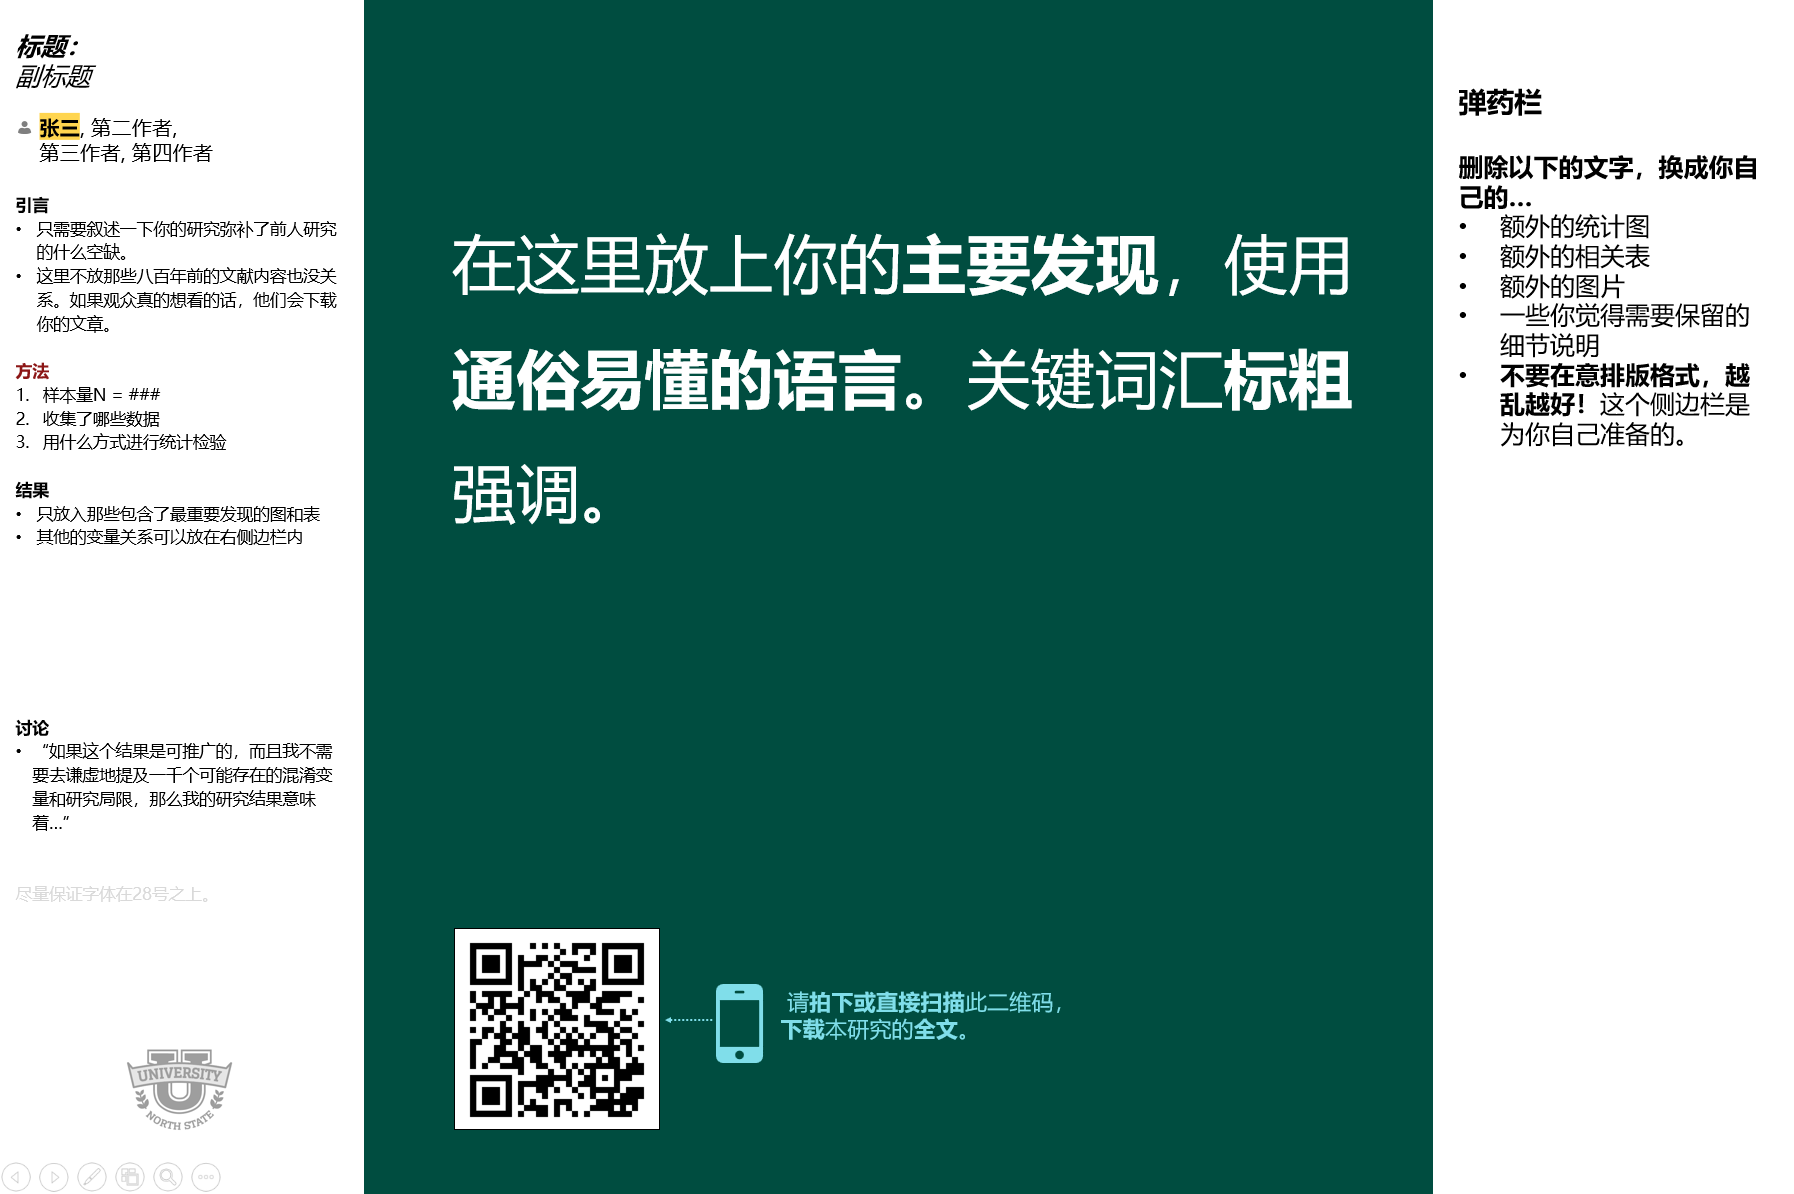 标题：
副标题
张三, 第二作者,
第三作者, 第四作者
引言
• 只需要叙述一下你的研究弥补了前人研究
的什么空缺。
• 这里不放那些八百年前的文献内容也没关
系。如果观众真的想看的话，他们会下载
你的文章。
方法
1. 样本量N = ###
2. 收集了哪些数据
3. 用什么方式进行统计检验
结果
• 只放入那些包含了最重要发现的图和表
• 其他的变量关系可以放在右侧边栏内
讨论
• “如果这个结果是可推广的，而且我不需
要去谦虚地提及一千个可能存在的混淆变
量和研究局限，那么我的研究结果意味
着...”
尽量保证字体在28号之上。
UNIVERSITY
U
NORTH STATE
在这里放上你的主要发现，使用
通俗易懂的语言。关键词汇标粗
强调。
请拍下或直接扫描此二维码，
下载本研究的全文。
弹药栏
删除以下的文字，换成你自
己的...
• 额外的统计图
• 额外的相关表
• 额外的图片
• 一些你觉得需要保留的
细节说明
• 不要在意排版格式，越
乱越好！这个侧边栏是
为你自己准备的。